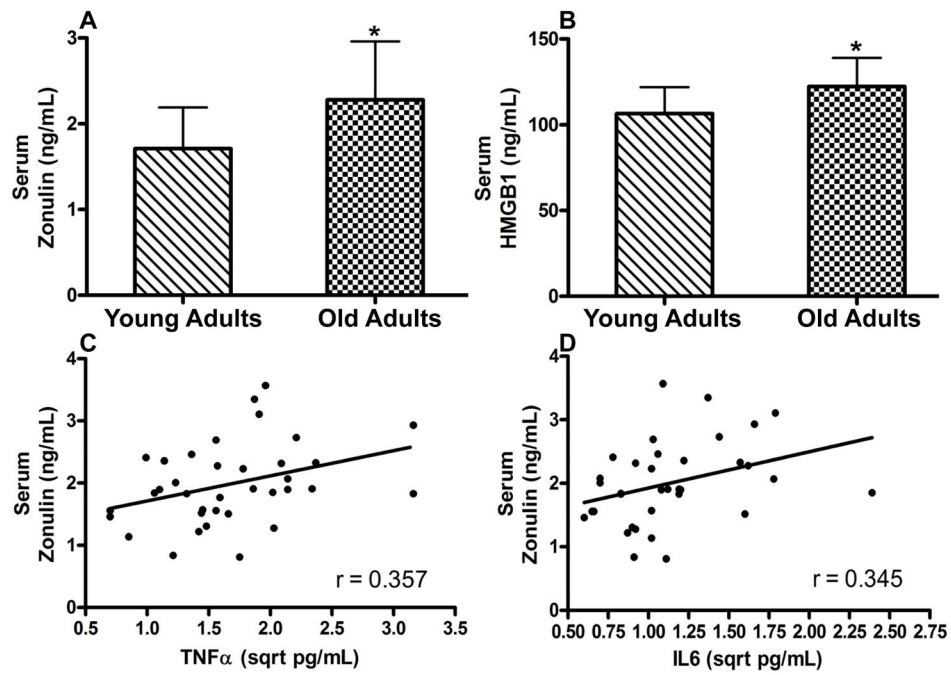 A
B
Serum
Zonulin (ng/mL)
3
2
1
0
*
Young Adults
Old Adults
Serum
HMGB1 (ng/mL)
150
100
50
0
*
Young Adults
Old Adults
C
D
Serum
Zonulin (ng/mL)
4
3
2
1
0
r = 0.357
0.5 1.0 1.5 2.0 2.5 3.0 3.5
TNFα (sqrt pg/mL)
Serum
Zonulin (ng/mL)
4
3
2
1
0
r = 0.345
0.50 0.75 1.00 1.25 1.50 1.75 2.00 2.25 2.50 2.75
IL6 (sqrt pg/mL)